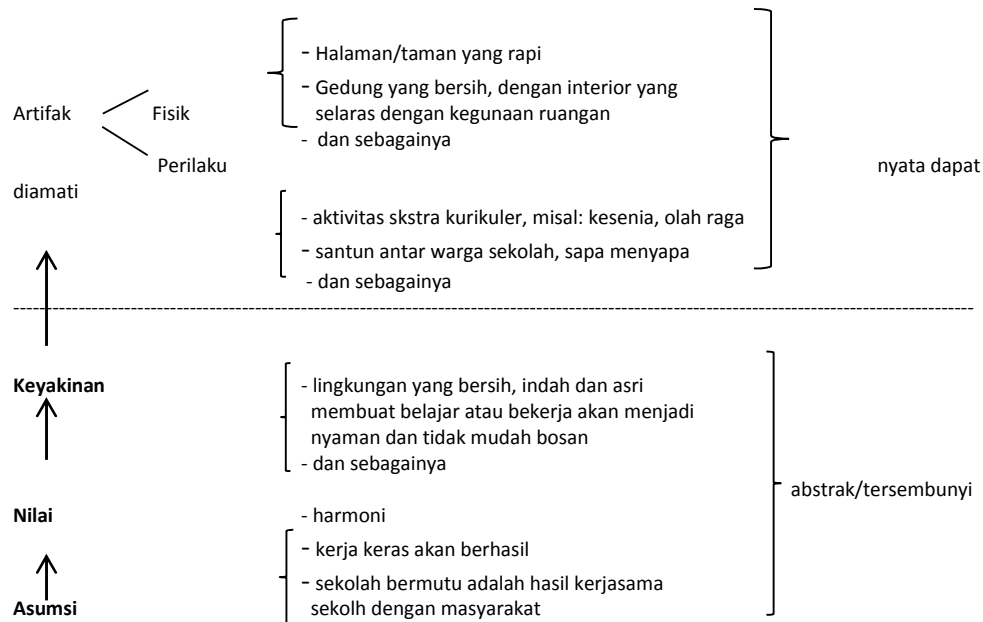 - Halaman/taman yang rapi
- Gedung yang bersih, dengan interior yang
selaras dengan kegunaan ruangan
Artifak
Fisik
- dan sebagainya
Perilaku
nyata dapat
diamati
- aktivitas skstra kurikuler, misal: kesenia, olah raga
- santun antar warga sekolah, sapa menyapa
- dan sebagainya
Keyakinan
- lingkungan yang bersih, indah dan asri
membuat belajar atau bekerja akan menjadi
nyaman dan tidak mudah bosan
- dan sebagainya
abstrak/tersembunyi
Nilai
- harmoni
- kerja keras akan berhasil
- sekolah bermutu adalah hasil kerjasama
sekolh dengan masyarakat
Asumsi